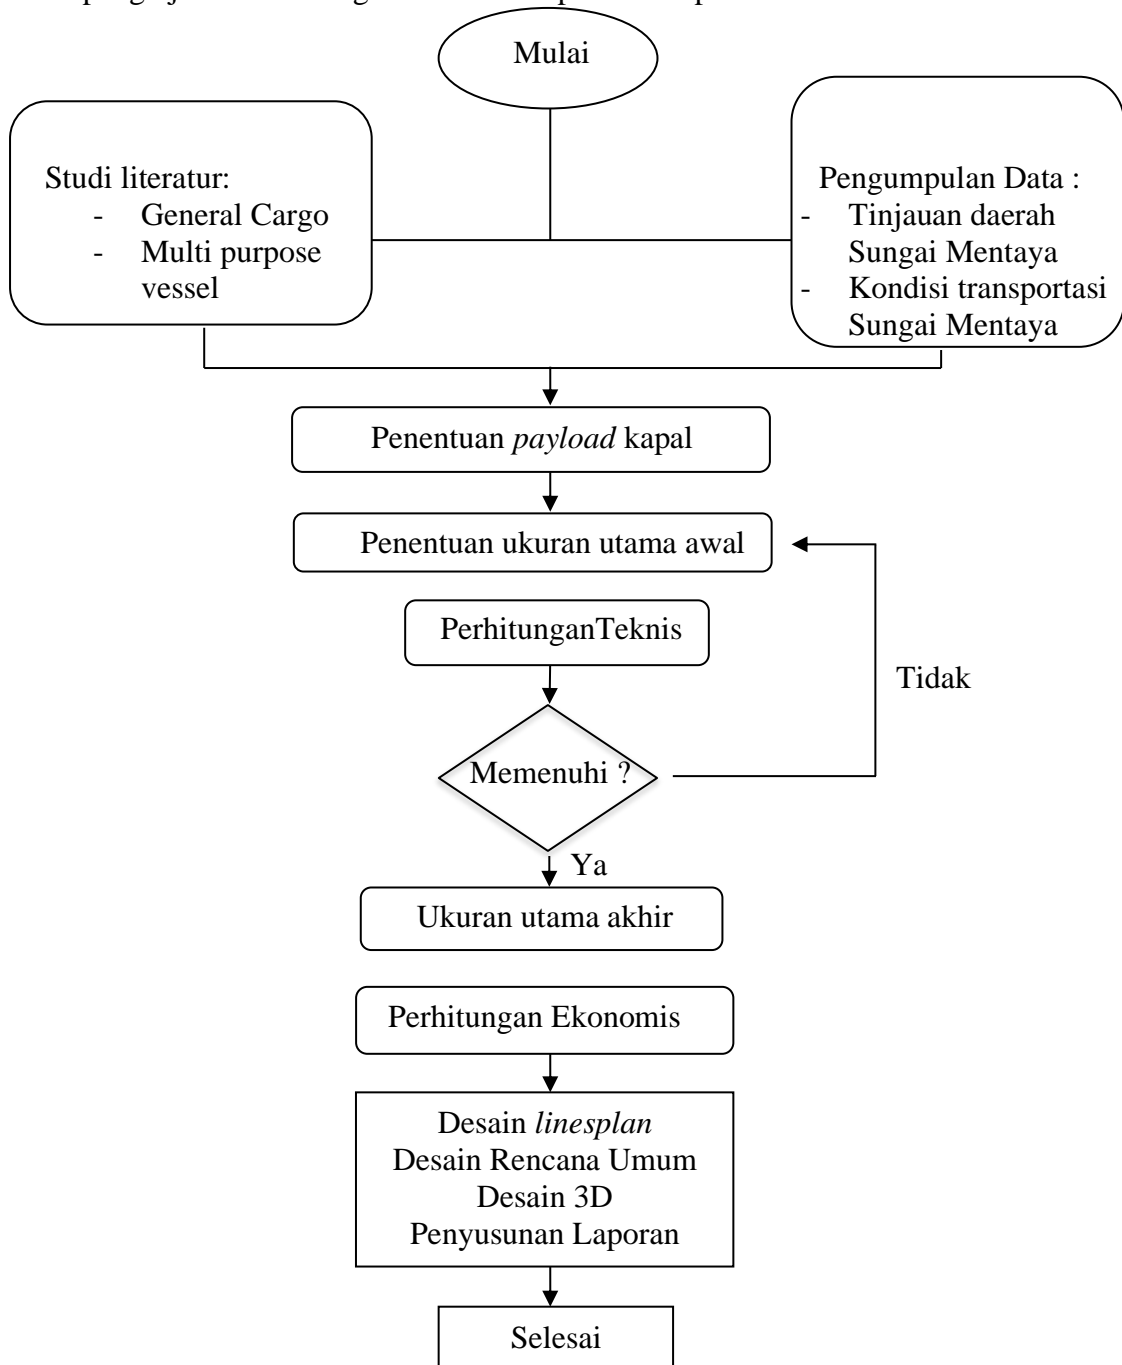 Mulai
Studi literatur:
- General Cargo
- Multi purpose
vessel
Pengumpulan Data :
- Tinjauan daerah
Sungai Mentaya
- Kondisi transportasi
Sungai Mentaya
Penentuan payload kapal
Penentuan ukuran utama awal
PerhitunganTeknis
Tidak
Memenuhi ?
Ya
Ukuran utama akhir
Perhitungan Ekonomis
Desain linesplan
Desain Rencana Umum
Desain 3D
Penyusunan Laporan
Selesai